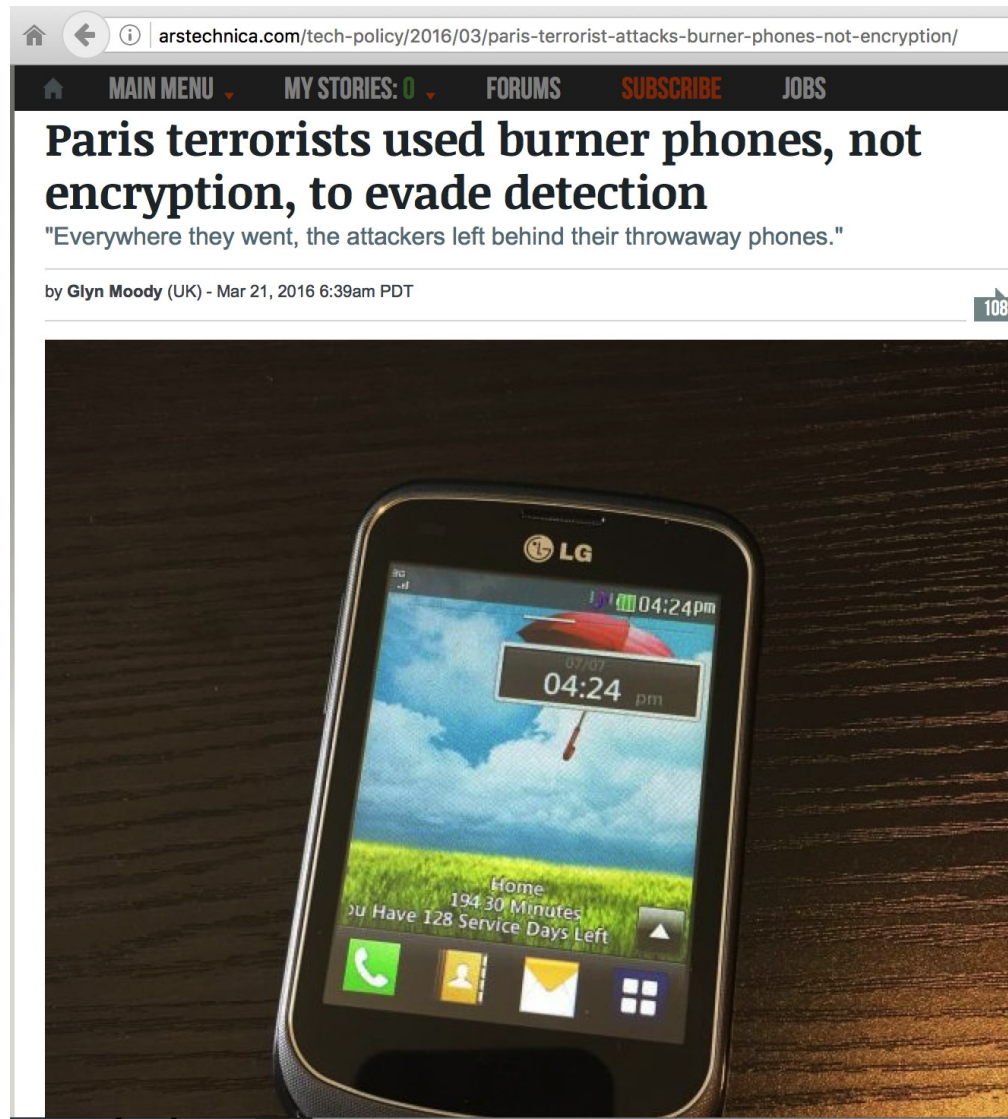 arstechnica.com/tech-policy/2016/03/paris-terrorist-attacks-burner-phones-not-encryption/
MAIN MENU MY STORIES: 0 FORUMS SUBSCRIBE JOBS
Paris terrorists used burner phones, not
encryption, to evade detection
"Everywhere they went, the attackers left behind their throwaway phones."
by Glyn Moody (UK) - Mar 21, 2016 6:39am PDT
108
LG
3G
04:24pm
07/07
04:24 pm
Home
194.30 Minutes
ou Have 128 Service Days Left